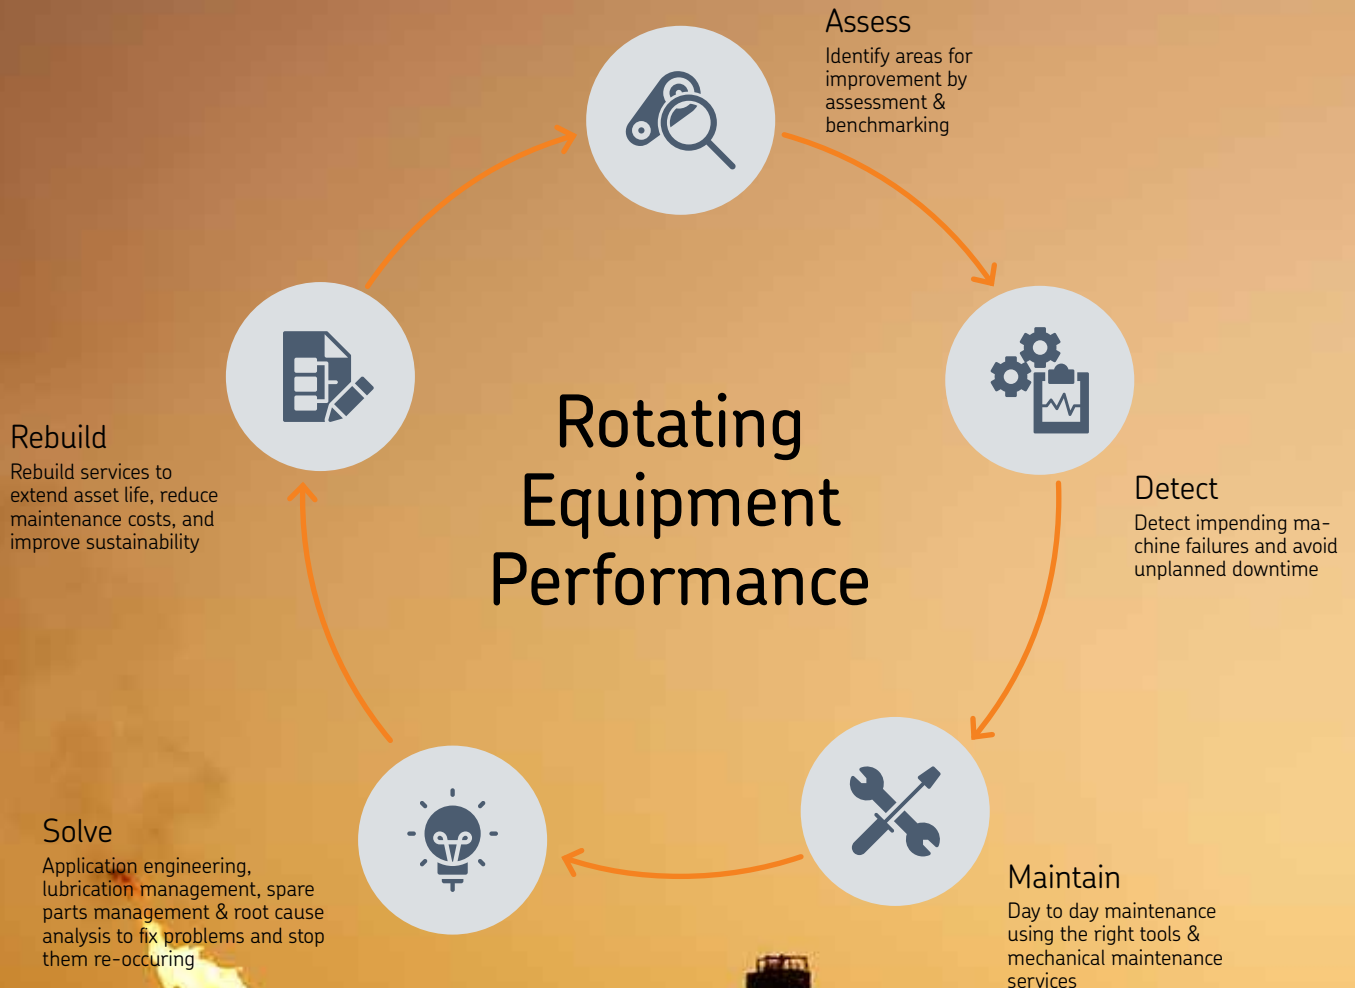 Assess
Identify areas for
improvement by
assessment &
benchmarking
Rotating
Equipment
Performance
Detect
Detect impending ma-
chine failures and avoid
unplanned downtime
Maintain
Day to day maintenance
using the right tools &
mechanical maintenance
services
Solve
Application engineering,
lubrication management, spare
parts management & root cause
analysis to fix problems and stop
them re-occuring
Rebuild
Rebuild services to
extend asset life, reduce
maintenance costs, and
improve sustainability